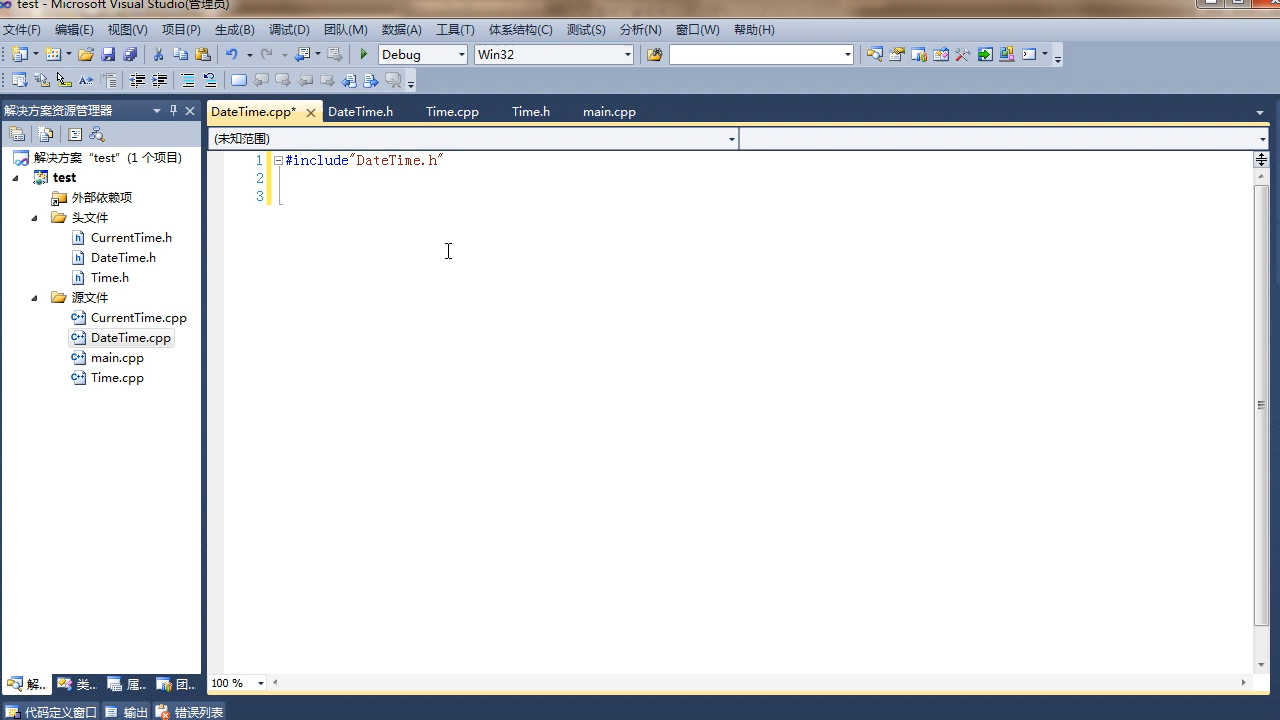 test - Microsoft Visual Studio(管理员)
文件(F) 编辑(E) 视图(V) 项目(P) 生成(B) 调试(D) 团队(M) 数据(A) 工具(T) 体系结构(C) 测试(S) 分析(N) 窗口(W) 帮助(H)
Debug Win32
解决方案资源管理器
DateTime.cpp* DateTime.h Time.cpp Time.h main.cpp
(未知范围)
解决方案 "test" (1 个项目)
test
外部依赖项
头文件
CurrentTime.h
DateTime.h
Time.h
源文件
CurrentTime.cpp
DateTime.cpp
main.cpp
Time.cpp
1 #include"DateTime.h"
2
3
解... 类... 属... 团...
100 %
代码定义窗口 输出 错误列表